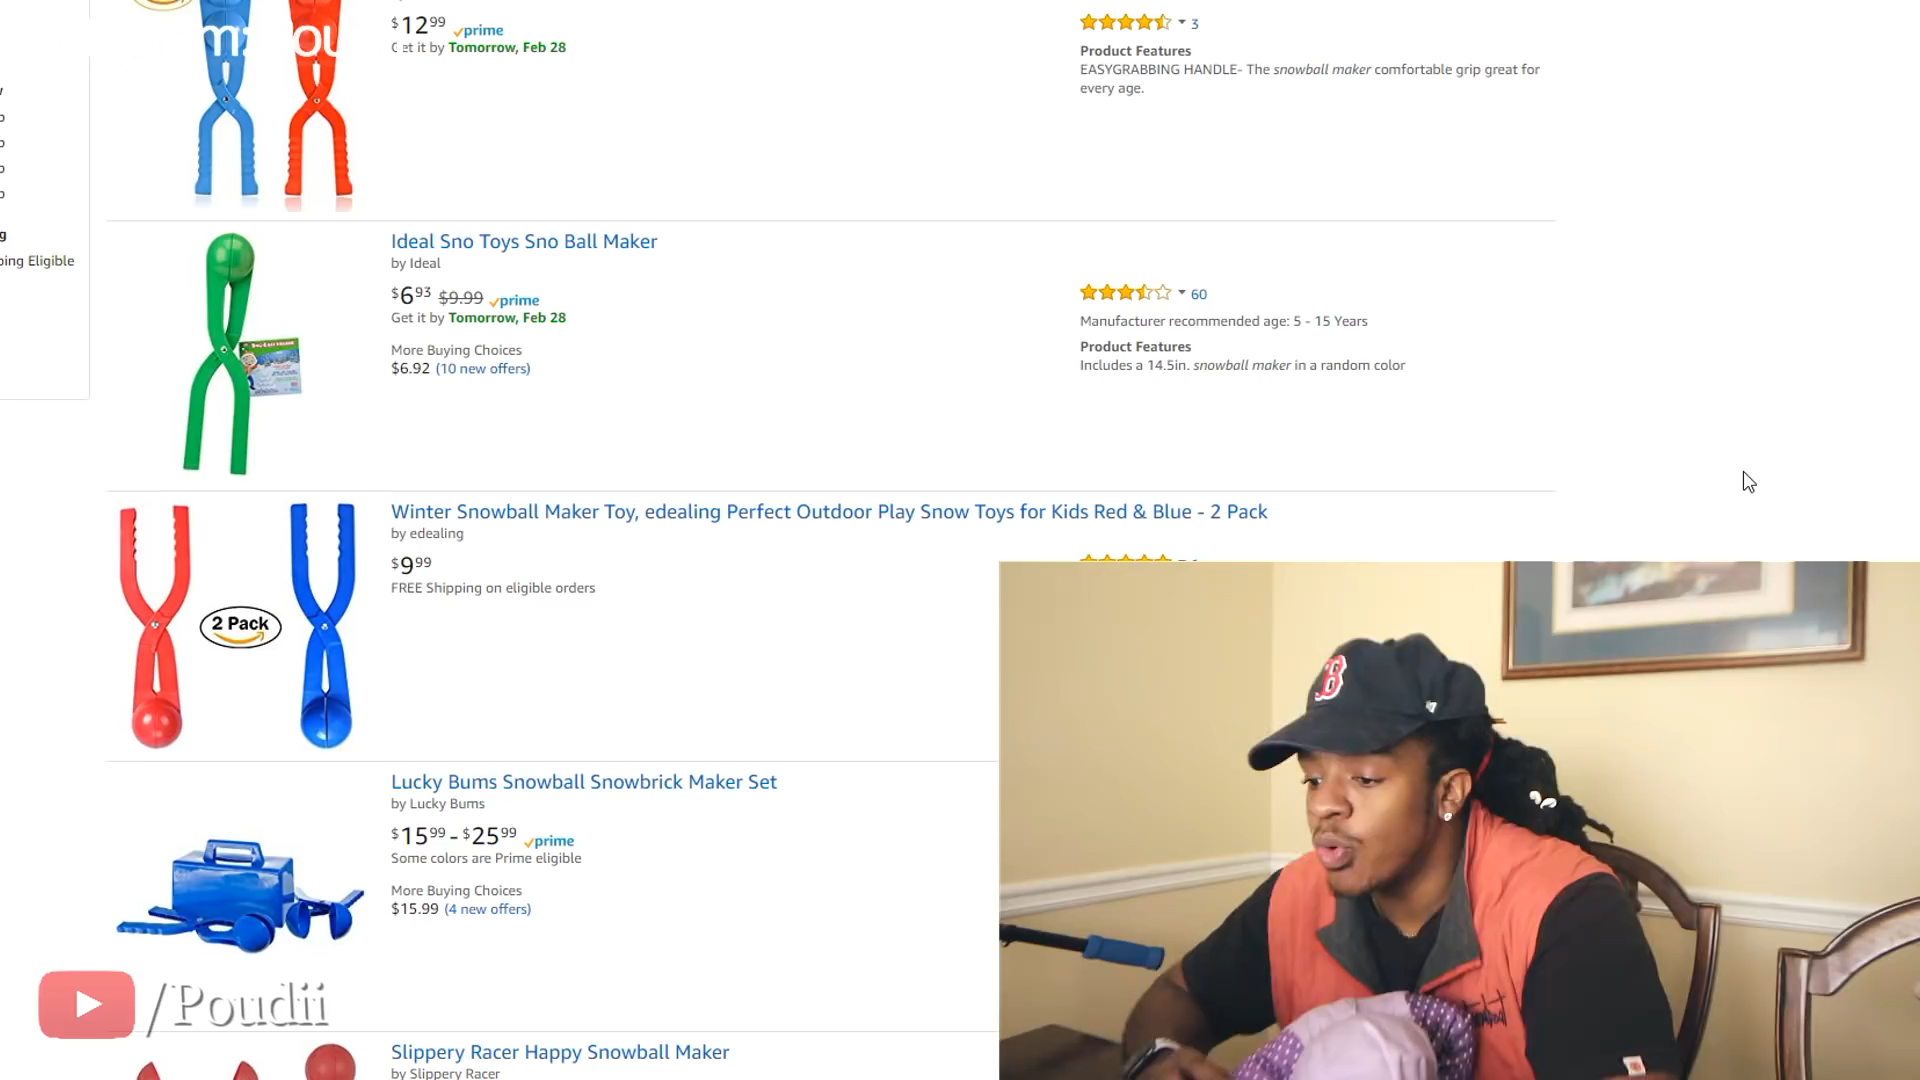 $12.99 prime
Get it by Tomorrow, Feb 28
3
Product Features
EASYGRABBING HANDLE- The snowball maker comfortable grip great for
every age.
ping Eligible
Ideal Sno Toys Sno Ball Maker
by Ideal
$6.93 $9.99 prime
Get it by Tomorrow, Feb 28
More Buying Choices
$6.92 (10 new offers)
60
Manufacturer recommended age: 5 - 15 Years
Product Features
Includes a 14.5in. snowball maker in a random color
Winter Snowball Maker Toy, edealing Perfect Outdoor Play Snow Toys for Kids Red & Blue - 2 Pack
by edealing
$9.99
FREE Shipping on eligible orders
2 Pack
Lucky Bums Snowball Snowbrick Maker Set
by Lucky Bums
$15.99 - $25.99 prime
Some colors are Prime eligible
More Buying Choices
$15.99 (4 new offers)
Slippery Racer Happy Snowball Maker
by Slippery Racer
/Poudii
B